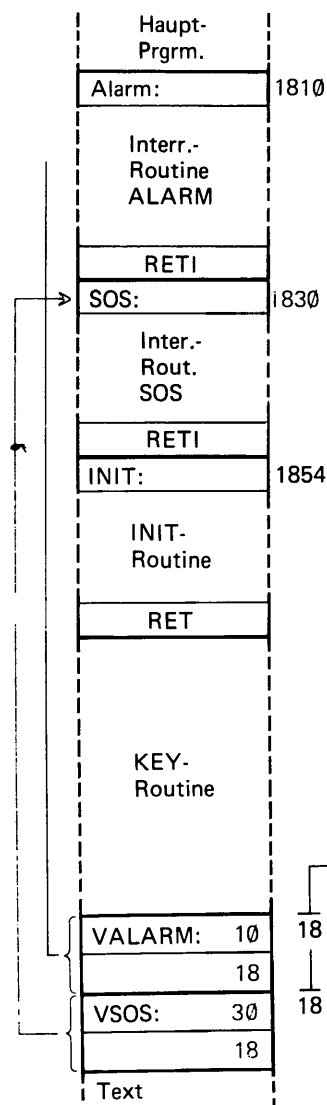 Haupt-
Prgrm.
Alarm: 1810
Interr.-
Routine
ALARM
RETI
SOS: 1830
Inter.-
Rout.
SOS
RETI
INIT: 1854
INIT-
Routine
RET
KEY-
Routine
VALARM: 10 18
18
VSOS: 30 18
18
Text